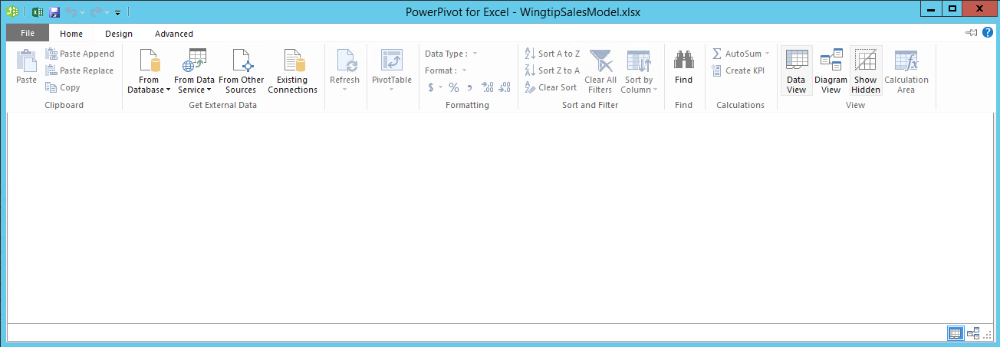 PowerPivot for Excel - WingtipSalesModel.xlsx
File Home Design Advanced
Paste
Paste Append
Paste Replace
Copy
Clipboard
From Database
From Data Service
From Other Sources
Existing Connections
Get External Data
Refresh
PivotTable
Data Type :
Format :
$ % , .00 .00
Formatting
Sort A to Z
Sort Z to A
Clear Sort
Clear All Filters
Sort by Column
Sort and Filter
Find
Find
AutoSum
Create KPI
Calculations
Data View
Diagram View
Show Hidden
Calculation Area
View